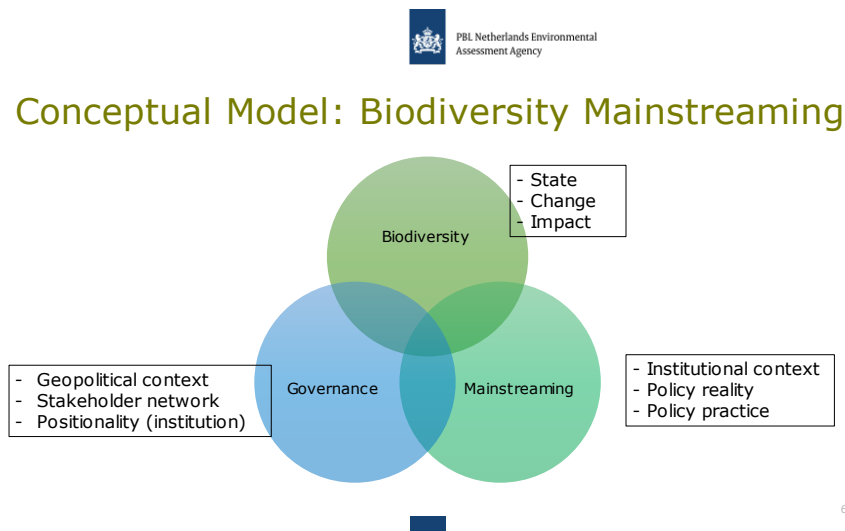 PBL Netherlands Environmental
Assessment Agency
Conceptual Model: Biodiversity Mainstreaming
- State
- Change
- Impact
Biodiversity
- Geopolitical context
- Stakeholder network
- Positionality (institution)
Governance
Mainstreaming
- Institutional context
- Policy reality
- Policy practice
6